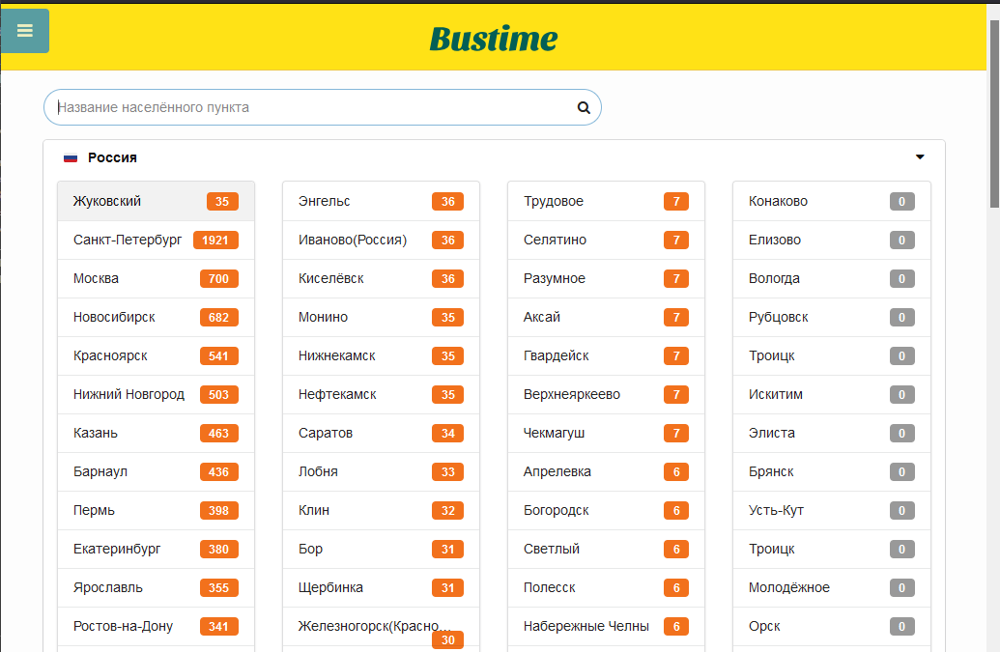 Bustime
Название населённого пункта
Россия
Жуковский 35
Санкт-Петербург 1921
Москва 700
Новосибирск 682
Красноярск 541
Нижний Новгород 503
Казань 463
Барнаул 436
Пермь 398
Екатеринбург 380
Ярославль 355
Ростов-на-Дону 341
Энгельс 36
Иваново(Россия) 36
Киселёвск 36
Монино 35
Нижнекамск 35
Нефтекамск 35
Саратов 34
Лобня 33
Клин 32
Бор 31
Щербинка 31
Железногорск(Красно...
30
Трудовое 7
Селятино 7
Разумное 7
Аксай 7
Гвардейск 7
Верхнеяркеево 7
Чекмагуш 7
Апрелевка 6
Богородск 6
Светлый 6
Полесск 6
Набережные Челны 6
Конаково 0
Елизово 0
Вологда 0
Рубцовск 0
Троицк 0
Искитим 0
Элиста 0
Брянск 0
Усть-Кут 0
Троицк 0
Молодёжное 0
Орск 0